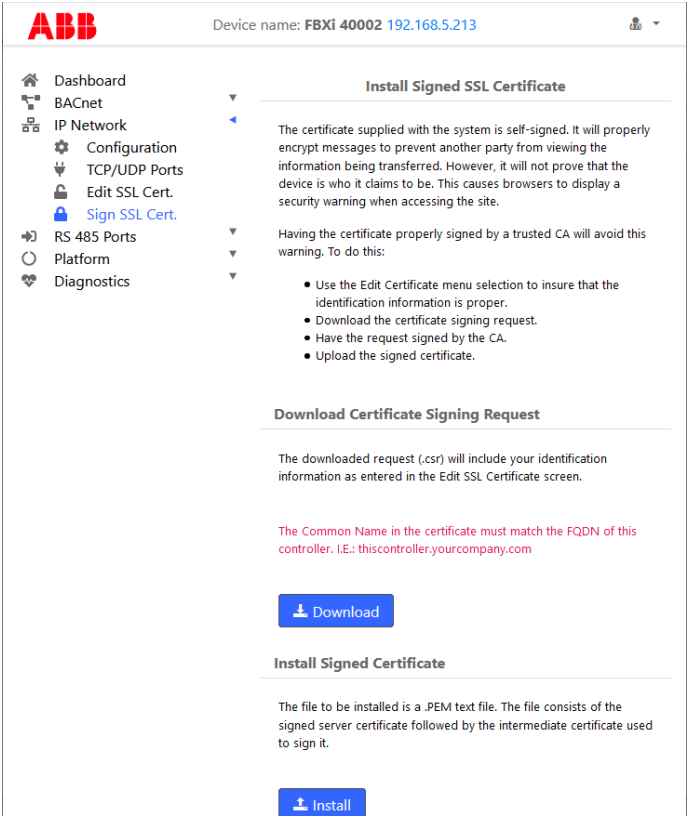 ABB
Device name: FBXi 40002 192.168.5.213
Dashboard
BACnet
IP Network
Configuration
TCP/UDP Ports
Edit SSL Cert.
Sign SSL Cert.
RS 485 Ports
Platform
Diagnostics
Install Signed SSL Certificate
The certificate supplied with the system is self-signed. It will properly
encrypt messages to prevent another party from viewing the
information being transferred. However, it will not prove that the
device is who it claims to be. This causes browsers to display a
security warning when accessing the site.
Having the certificate properly signed by a trusted CA will avoid this
warning. To do this:
• Use the Edit Certificate menu selection to insure that the
identification information is proper.
• Download the certificate signing request.
• Have the request signed by the CA.
• Upload the signed certificate.
Download Certificate Signing Request
The downloaded request (.csr) will include your identification
information as entered in the Edit SSL Certificate screen.
The Common Name in the certificate must match the FQDN of this
controller. I.E.: thiscontroller.yourcompany.com
Download
Install Signed Certificate
The file to be installed is a .PEM text file. The file consists of the
signed server certificate followed by the intermediate certificate used
to sign it.
Install